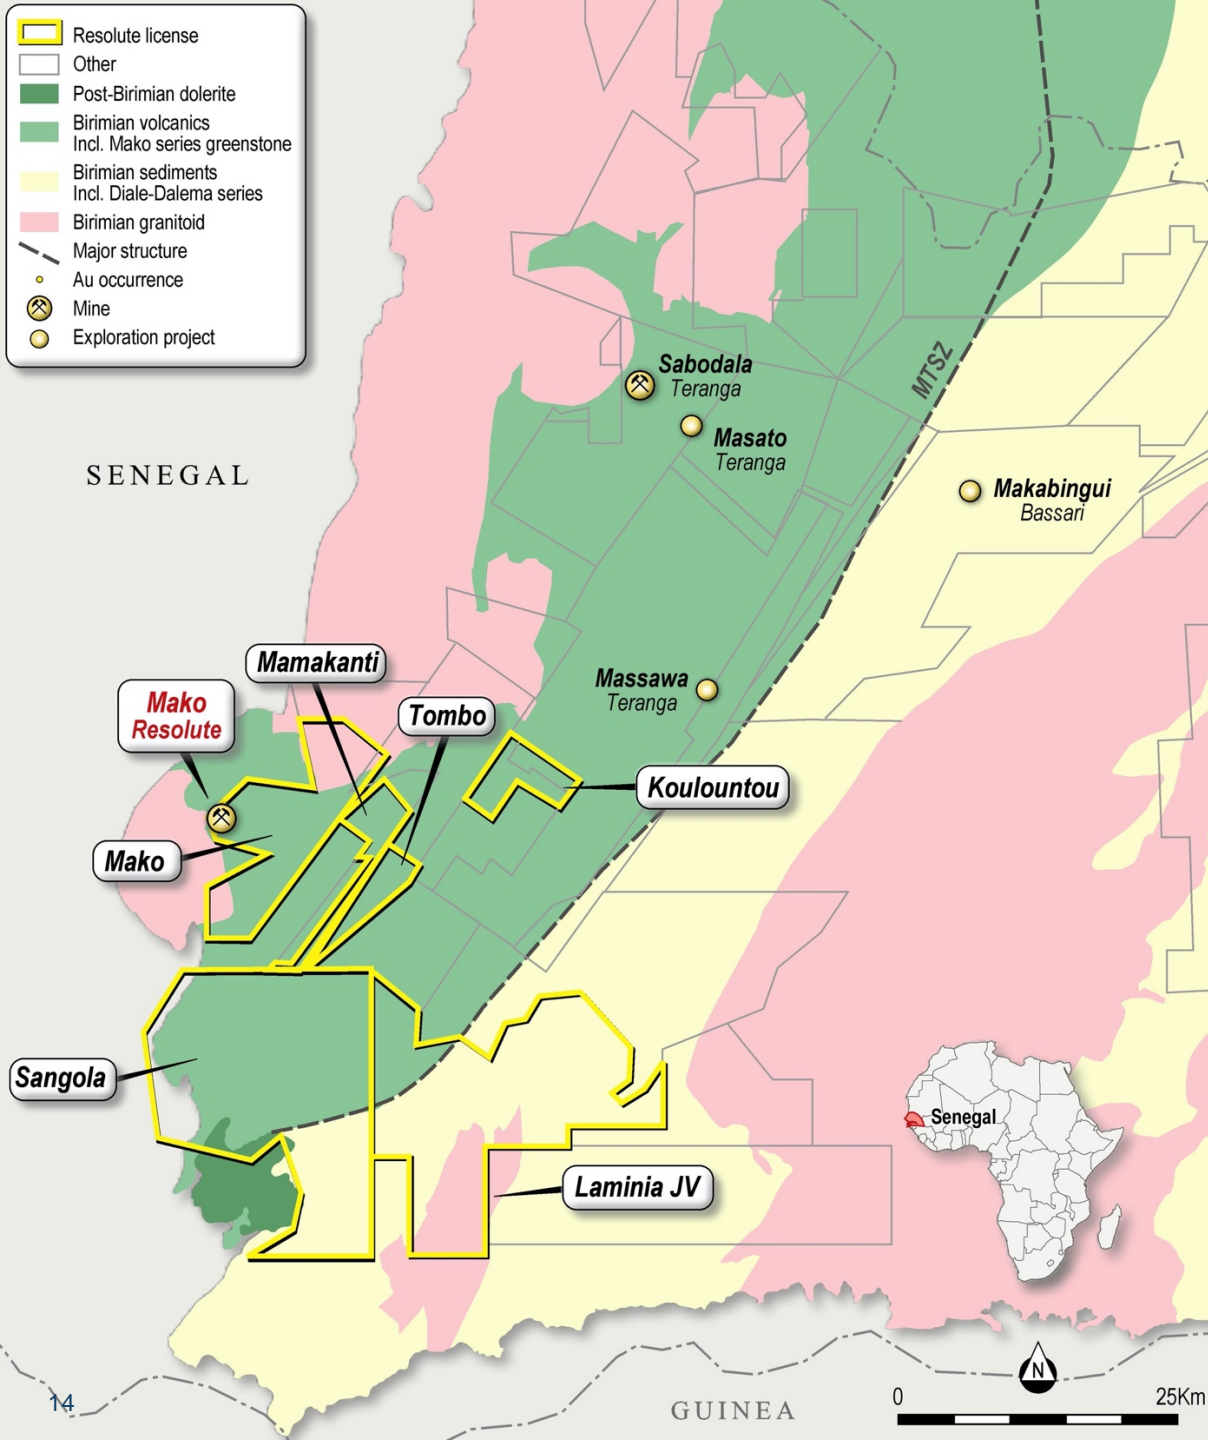 Resolute license
Other
Post-Birimian dolerite
Birimian volcanics
Incl. Mako series greenstone
Birimian sediments
Incl. Diale-Dalema series
Birimian granitoid
Major structure
Au occurrence
Mine
Exploration project
Sabodala
Teranga
MTSZ
Masato
Teranga
SENEGAL
Makabingui
Bassari
Mamakanti
Massawa
Teranga
Mako
Resolute
Tombo
Koulountou
Mako
Sangola
Senegal
Laminia JV
N
14
GUINEA
0
25Km